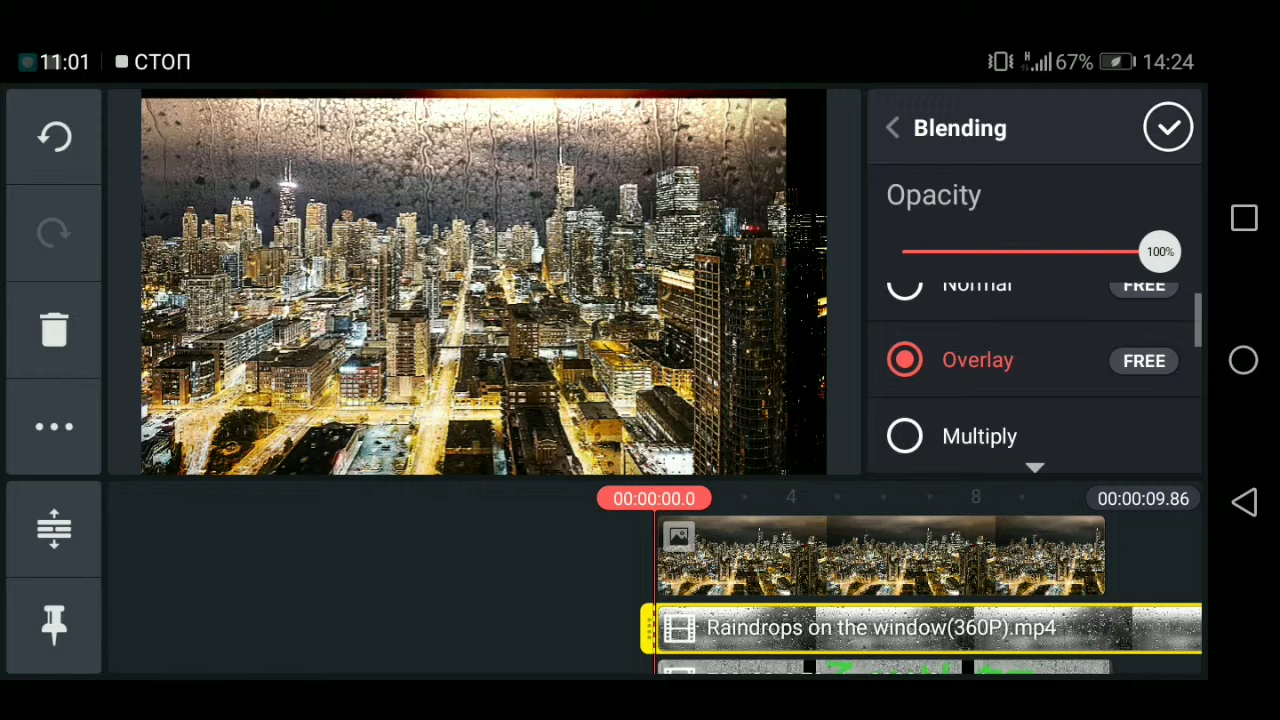 11:01 СТОП
67% 14:24
Blending
Opacity
100%
Normal FREE
Overlay FREE
Multiply
00:00:00.0 4 8 00:00:09.86
Raindrops on the window(360P).mp4